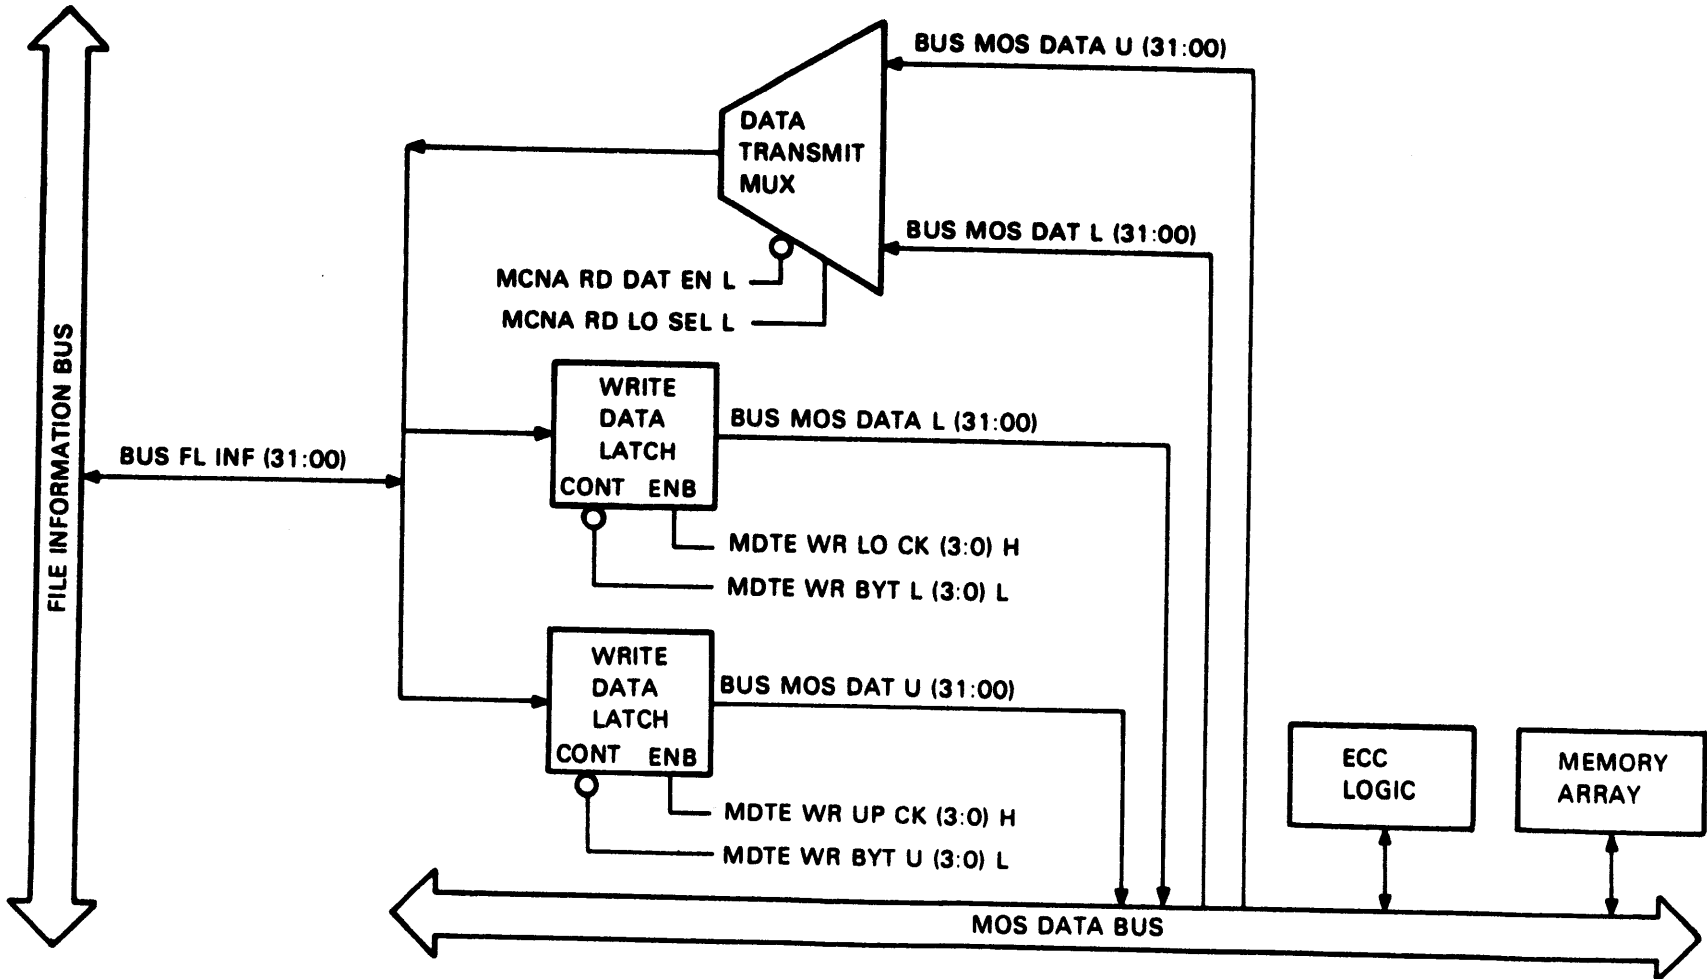 BUS MOS DATA U (31:00)
DATA
TRANSMIT
MUX
BUS MOS DAT L (31:00)
MCNA RD DAT EN L
MCNA RD LO SEL L
FILE INFORMATION BUS
WRITE
DATA
LATCH
CONT ENB
BUS MOS DATA L (31:00)
BUS FL INF (31:00)
MDTE WR LO CK (3:0) H
MDTE WR BYT L (3:0) L
WRITE
DATA
LATCH
CONT ENB
BUS MOS DAT U (31:00)
MDTE WR UP CK (3:0) H
MDTE WR BYT U (3:0) L
ECC
LOGIC
MEMORY
ARRAY
MOS DATA BUS